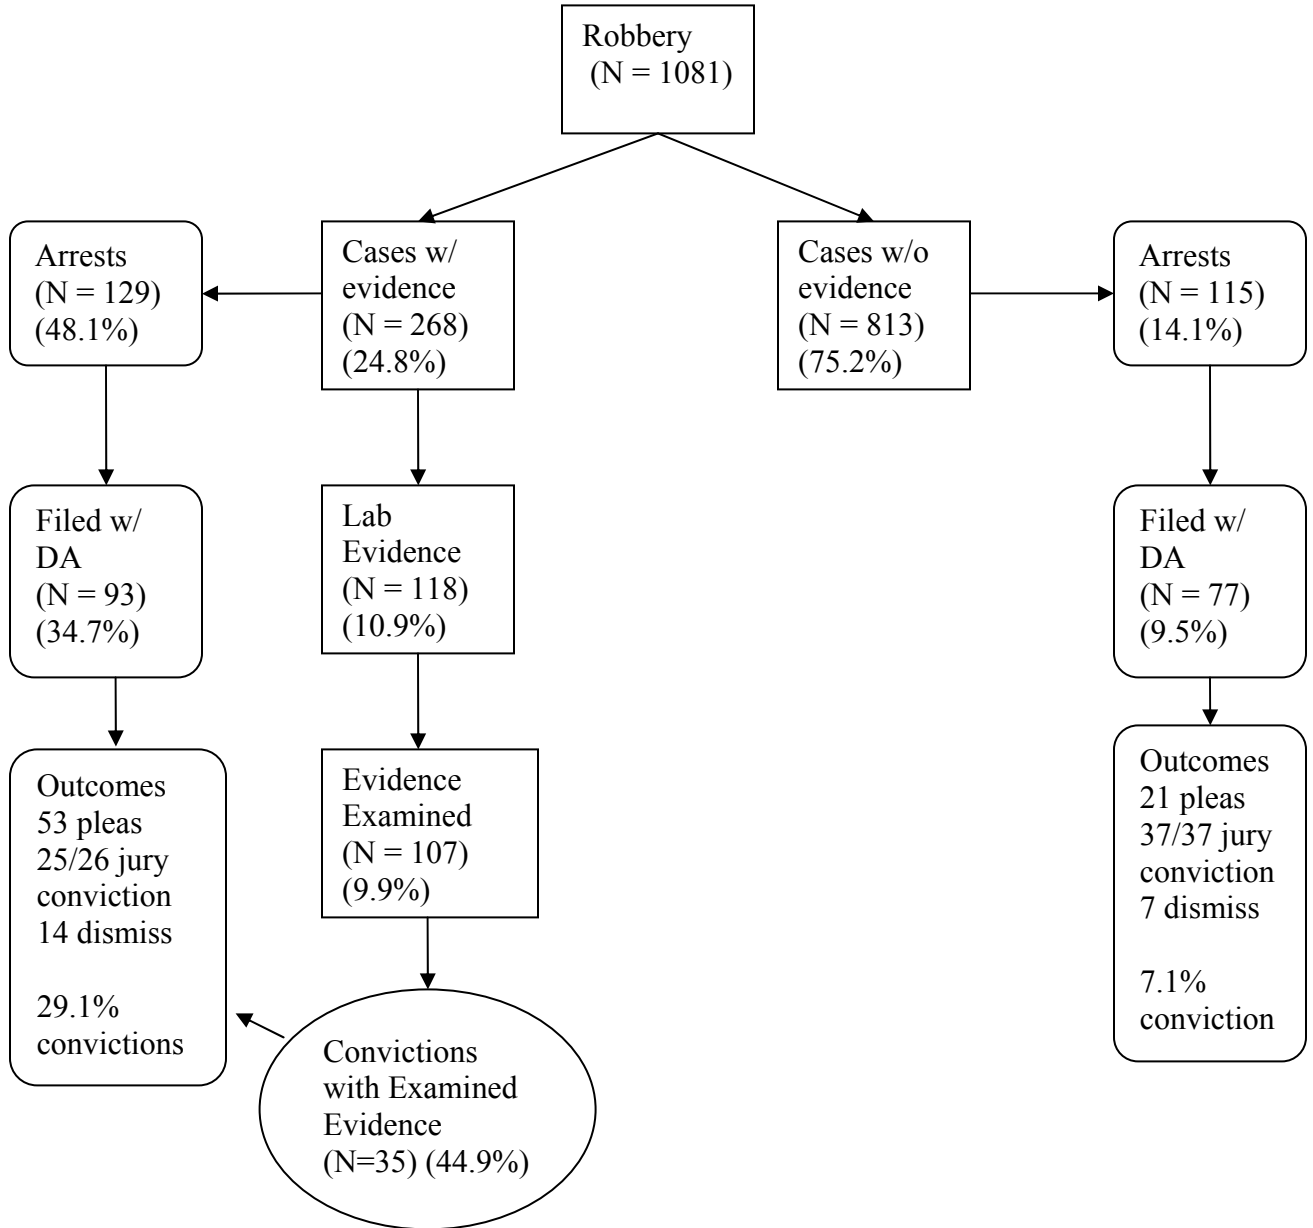 Robbery
(N = 1081)
Arrests
(N = 129)
(48.1%)
Cases w/
evidence
(N = 268)
(24.8%)
Cases w/o
evidence
(N = 813)
(75.2%)
Arrests
(N = 115)
(14.1%)
Filed w/
DA
(N = 93)
(34.7%)
Lab
Evidence
(N = 118)
(10.9%)
Filed w/
DA
(N = 77)
(9.5%)
Outcomes
53 pleas
25/26 jury
conviction
14 dismiss
29.1%
convictions
Evidence
Examined
(N = 107)
(9.9%)
Outcomes
21 pleas
37/37 jury
conviction
7 dismiss
7.1%
conviction
Convictions
with Examined
Evidence
(N=35) (44.9%)